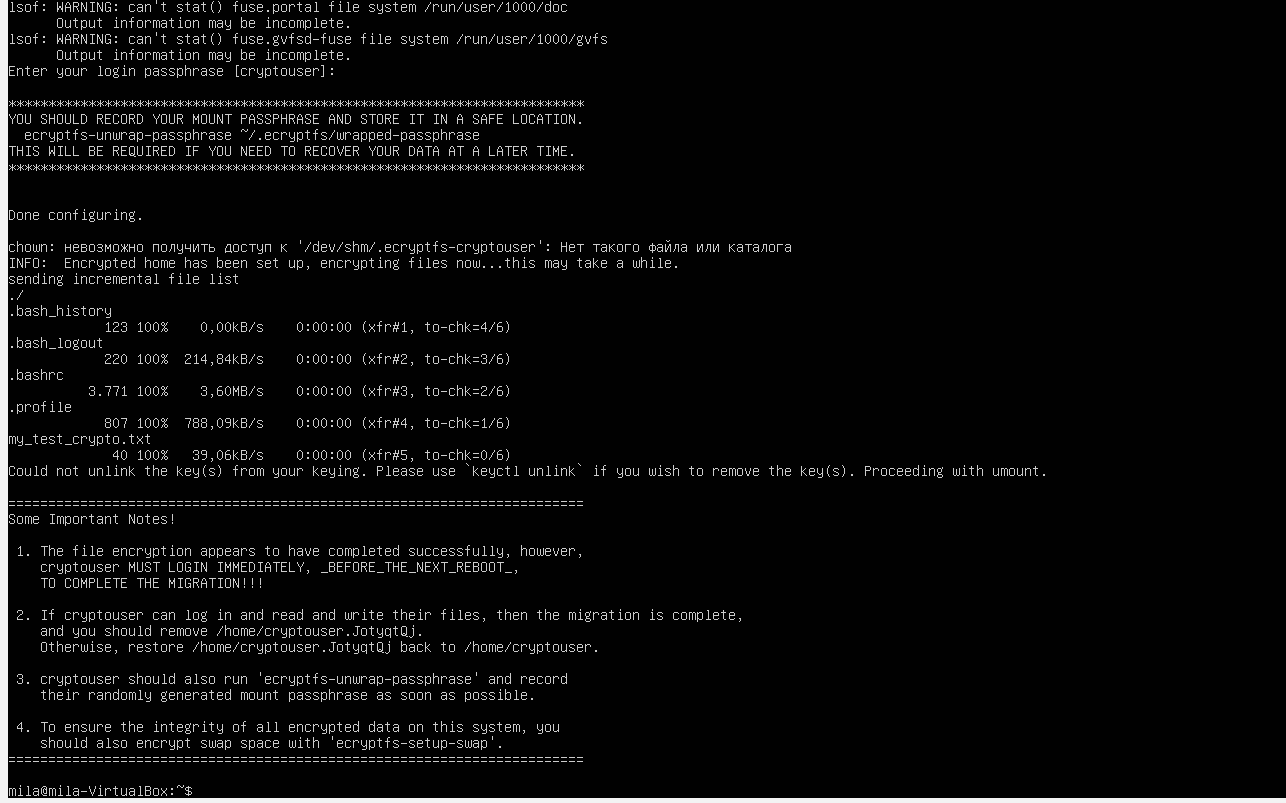 lsof: WARNING: can't stat() fuse.portal file system /run/user/1000/doc
      Output information may be incomplete.
lsof: WARNING: can't stat() fuse.gvfsd-fuse file system /run/user/1000/gvfs
      Output information may be incomplete.
Enter your login passphrase [cryptouser]:
************************************************************************
YOU SHOULD RECORD YOUR MOUNT PASSPHRASE AND STORE IT IN A SAFE LOCATION.
  ecryptfs-unwrap-passphrase ~/.ecryptfs/wrapped-passphrase
THIS WILL BE REQUIRED IF YOU NEED TO RECOVER YOUR DATA AT A LATER TIME.
************************************************************************
Done configuring.
chown: невозможно получить доступ к '/dev/shm/.ecryptfs-cryptouser': Нет такого файла или каталога
INFO:  Encrypted home has been set up, encrypting files now...this may take a while.
sending incremental file list
./
.bash_history
            123 100%    0,00kB/s    0:00:00 (xfr#1, to-chk=4/6)
.bash_logout
            220 100%  214,84kB/s    0:00:00 (xfr#2, to-chk=3/6)
.bashrc
          3.771 100%    3,60MB/s    0:00:00 (xfr#3, to-chk=2/6)
.profile
            807 100%  788,09kB/s    0:00:00 (xfr#4, to-chk=1/6)
my_test_crypto.txt
             40 100%   39,06kB/s    0:00:00 (xfr#5, to-chk=0/6)
Could not unlink the key(s) from your keying. Please use `keyctl unlink` if you wish to remove the key(s). Proceeding with umount.
========================================================================
Some Important Notes!
 1. The file encryption appears to have completed successfully, however,
    cryptouser MUST LOGIN IMMEDIATELY, _BEFORE_THE_NEXT_REBOOT_,
    TO COMPLETE THE MIGRATION!!!
 2. If cryptouser can log in and read and write their files, then the migration is complete,
    and you should remove /home/cryptouser.JotyqtQj.
    Otherwise, restore /home/cryptouser.JotyqtQj back to /home/cryptouser.
 3. cryptouser should also run 'ecryptfs-unwrap-passphrase' and record
    their randomly generated mount passphrase as soon as possible.
 4. To ensure the integrity of all encrypted data on this system, you
    should also encrypt swap space with 'ecryptfs-setup-swap'.
========================================================================
mila@mila-VirtualBox:~$